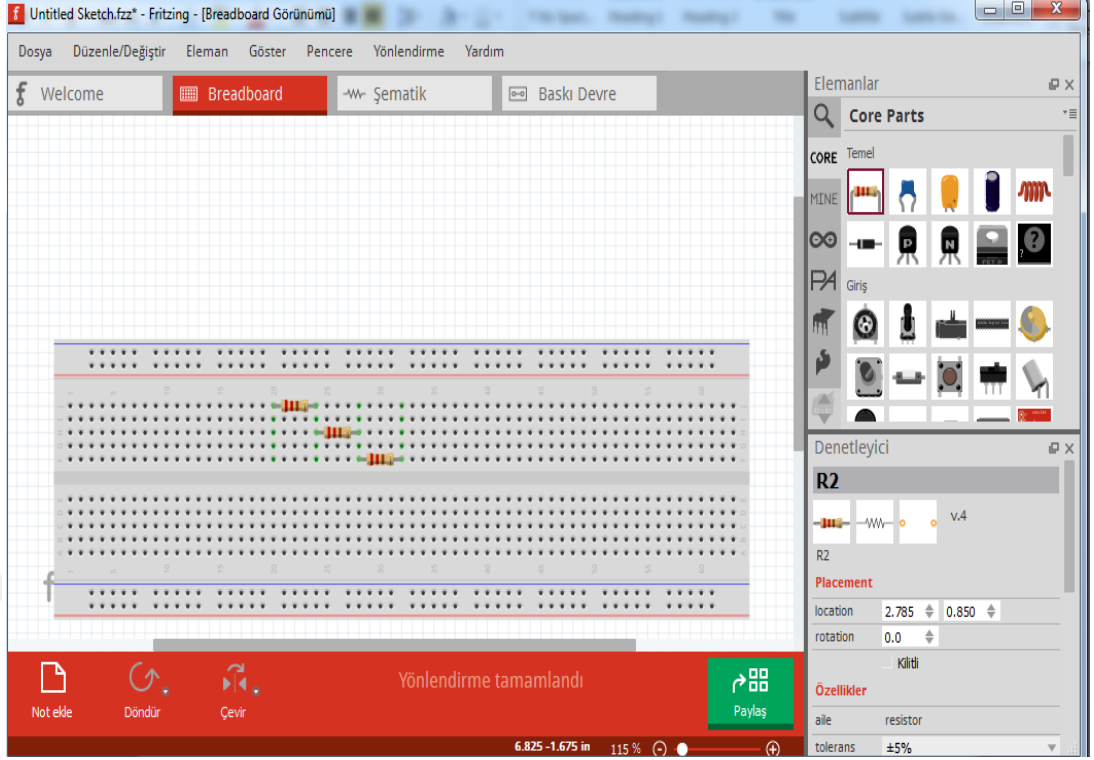 Untitled Sketch.fzz* - Fritzing - [Breadboard Görünümü]
Dosya Düzenle/Değiştir Eleman Göster Pencere Yönlendirme Yardım
Welcome
Breadboard
Şematik
Baskı Devre
Elemanlar
Core Parts
CORE
Temel
MINE
Giriş
Denetleyici
R2
v.4
R2
Placement
location 2.785 0.850
rotation 0.0
Kilitli
Özellikler
aile resistor
tolerans ±5%
Not ekle
Döndür
Çevir
Yönlendirme tamamlandı
Paylaş
6.825 -1.675 in 115 %